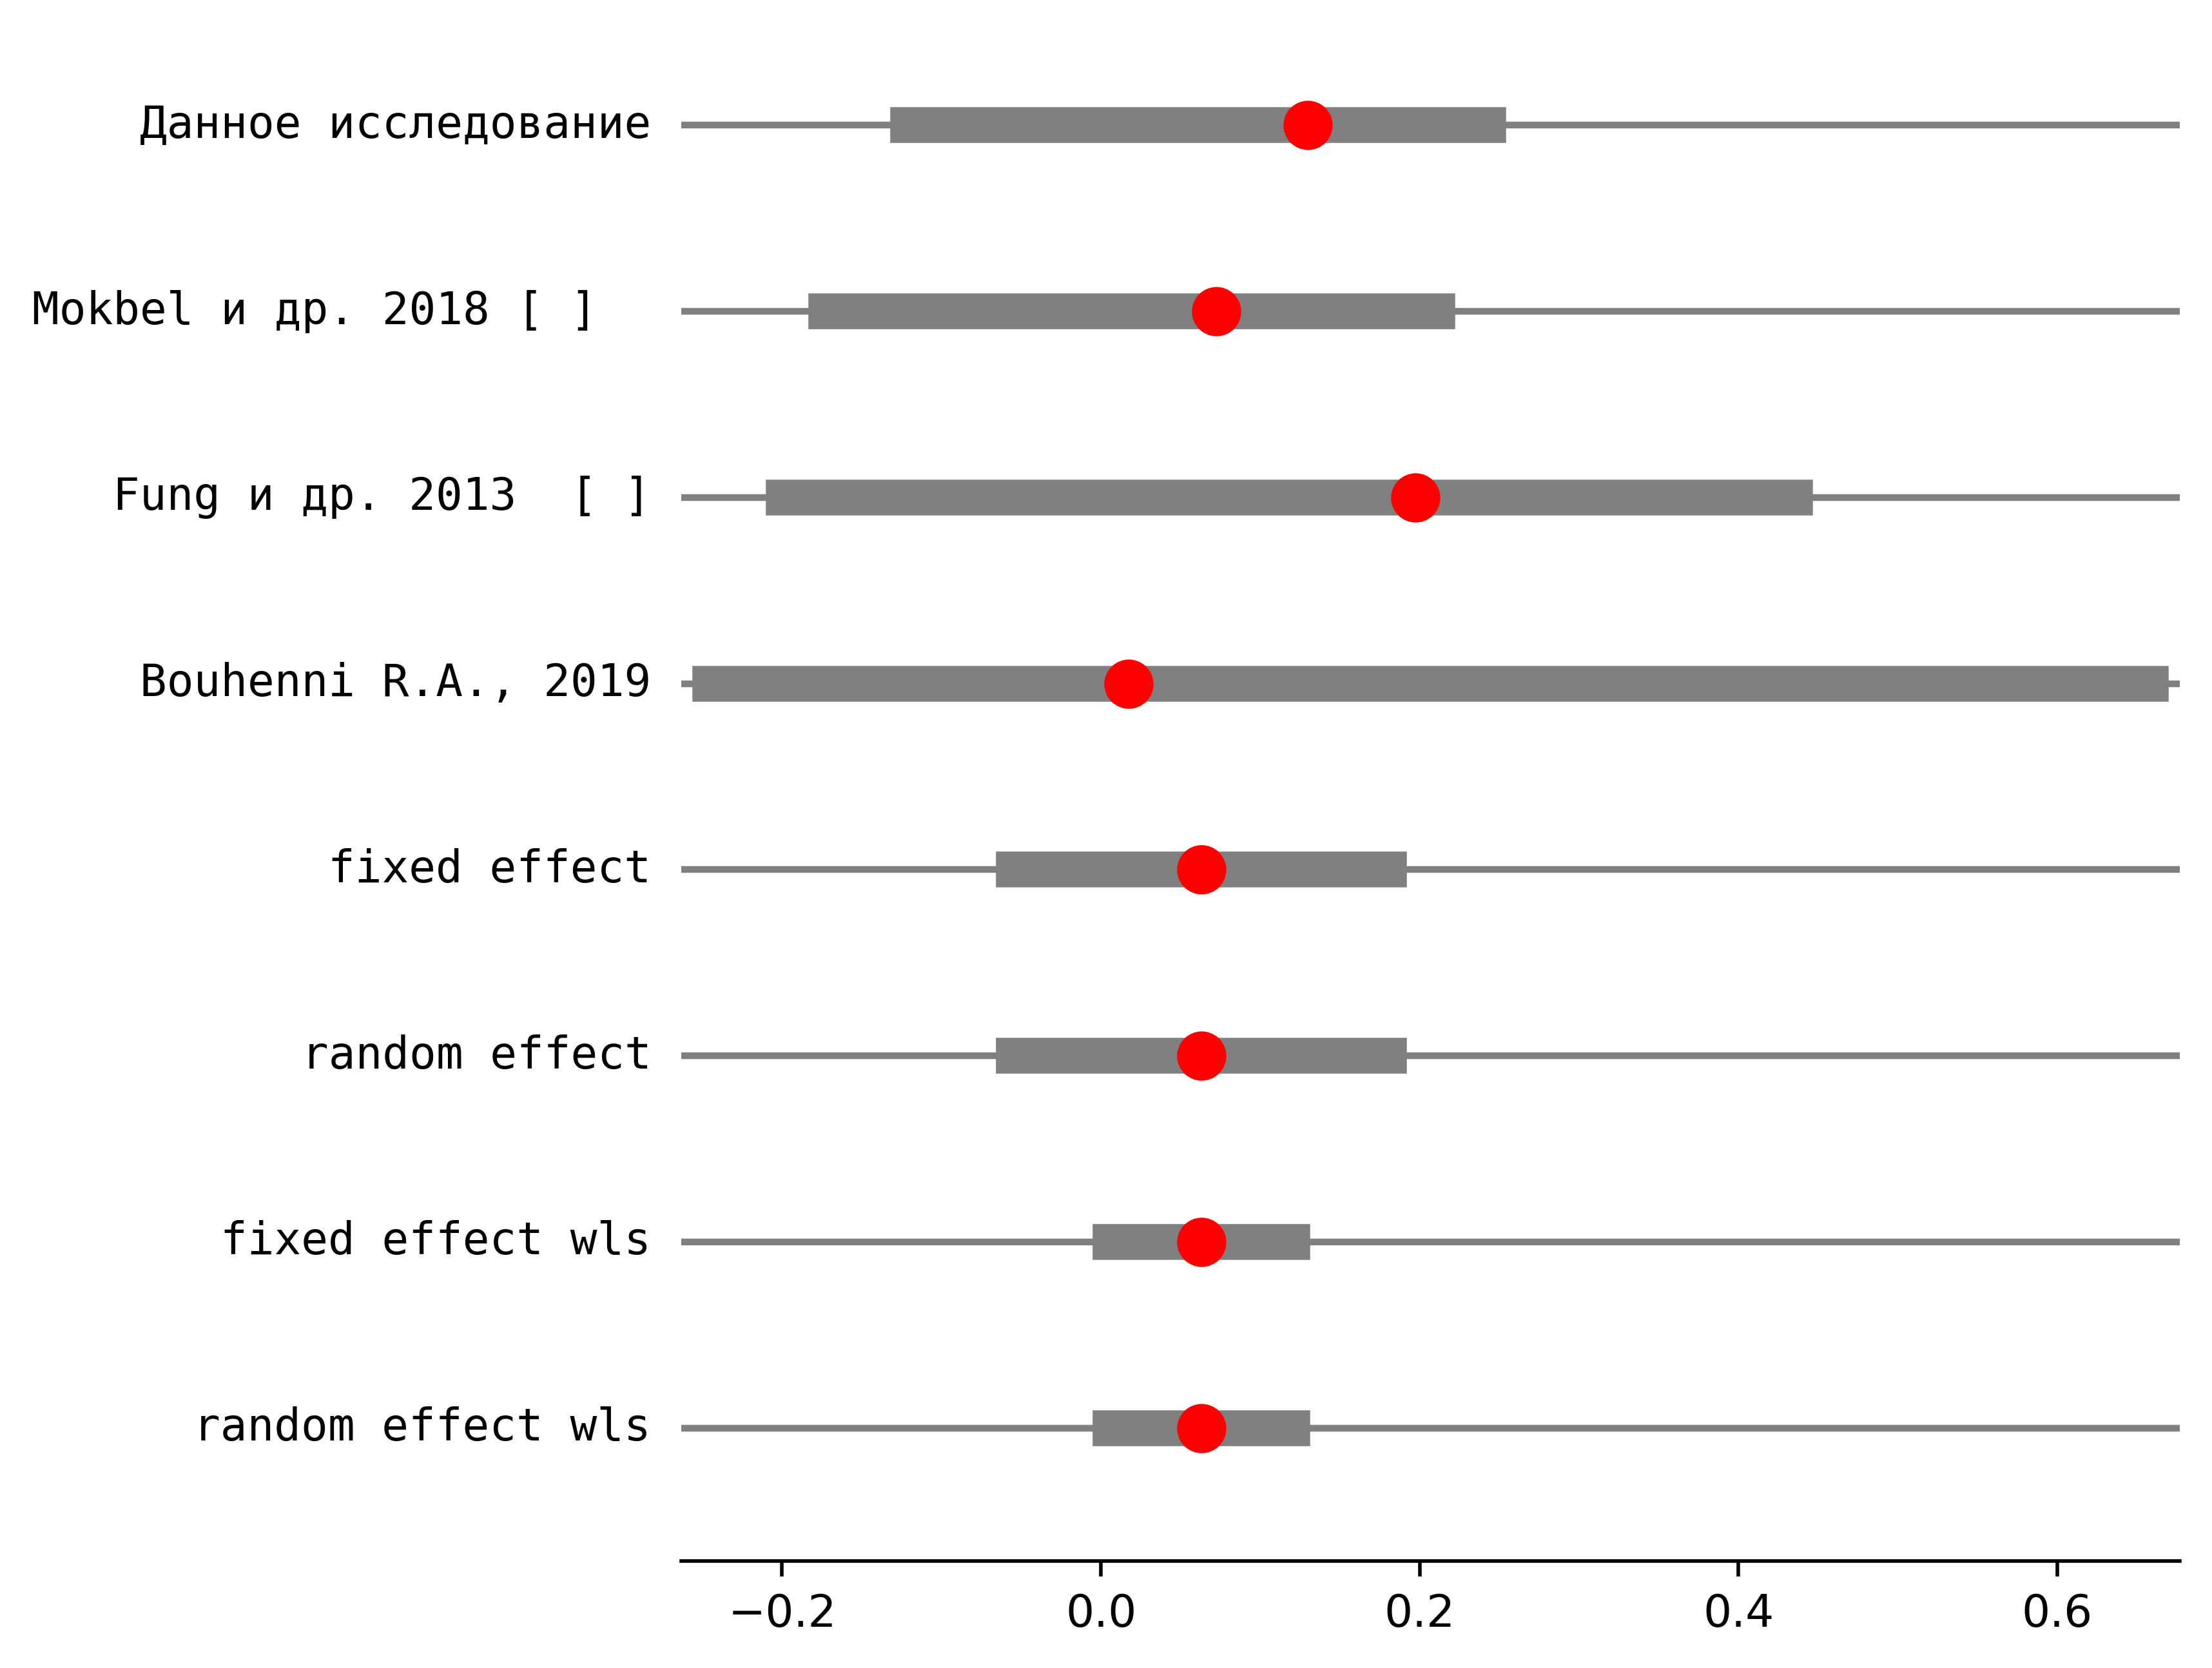 Данное исследование
Mokbel и др. 2018 [ ]
Fung и др. 2013  [ ]
Bouhenni R.A., 2019
fixed effect
random effect
fixed effect wls
random effect wls
−0.2 0.0 0.2 0.4 0.6